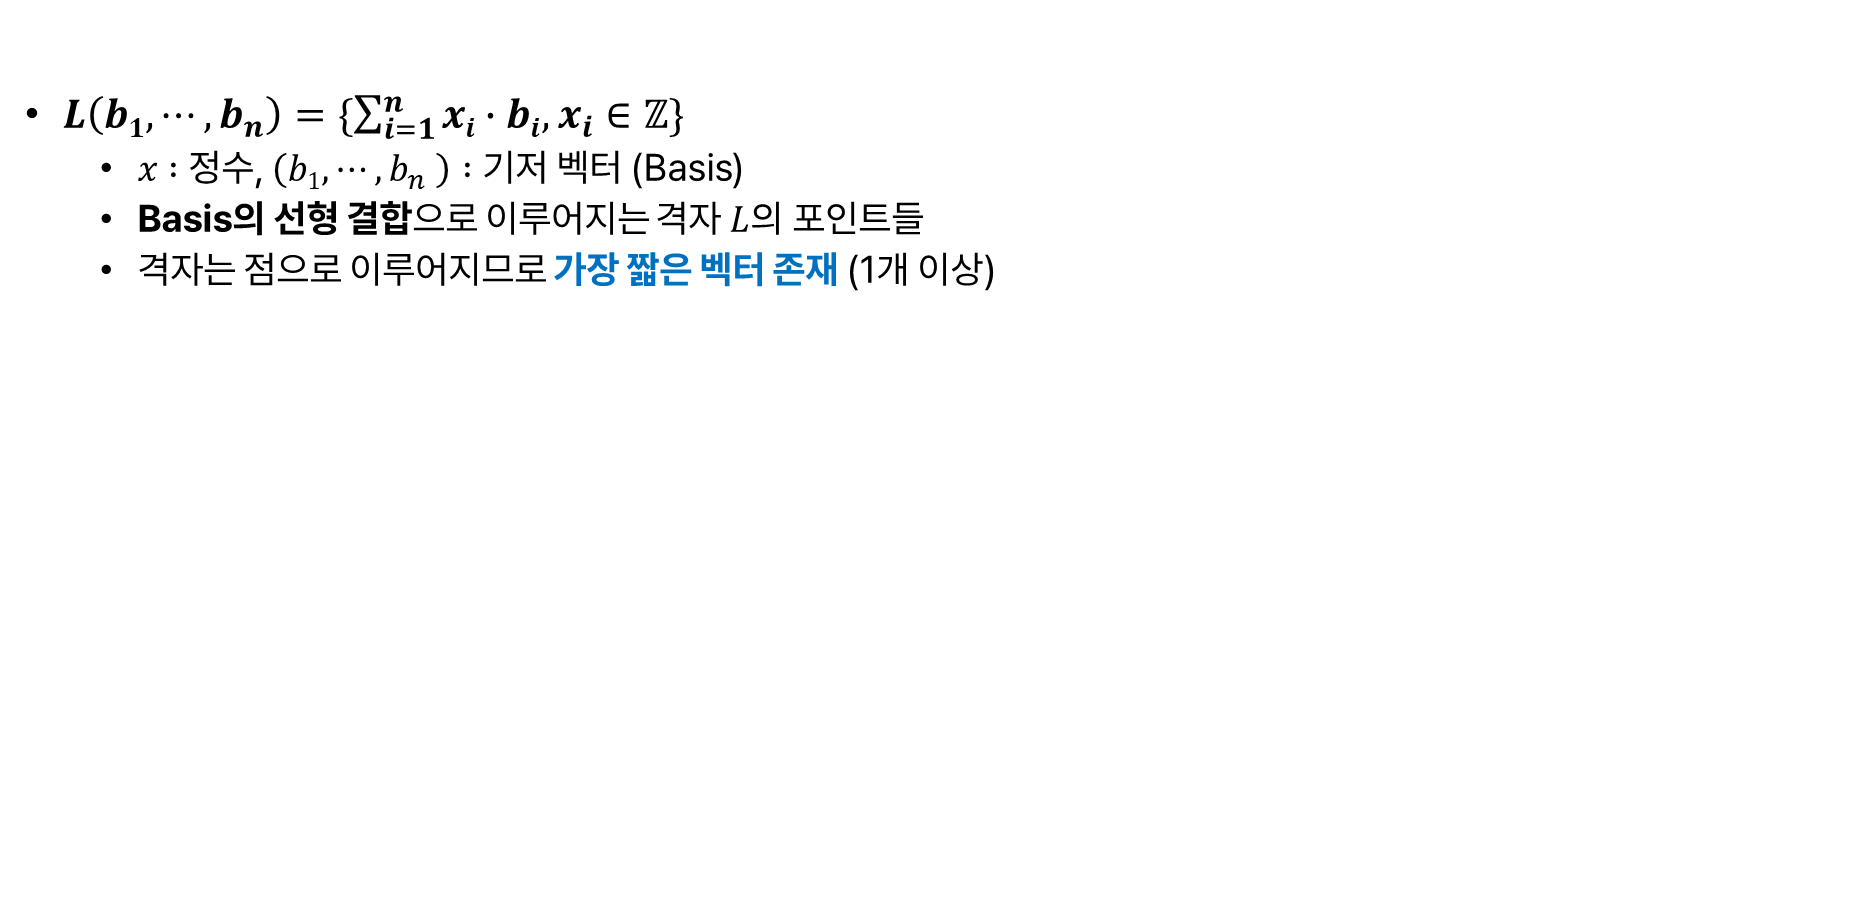 • L(b₁, ⋯ , bₙ) = {∑ⁿᵢ₌₁ xᵢ · bᵢ, xᵢ ∈ ℤ}
• x : 정수, (b₁, ⋯ , bₙ ) : 기저 벡터 (Basis)
• Basis의 선형 결합으로 이루어지는 격자 L의 포인트들
• 격자는 점으로 이루어지므로 가장 짧은 벡터 존재 (1개 이상)